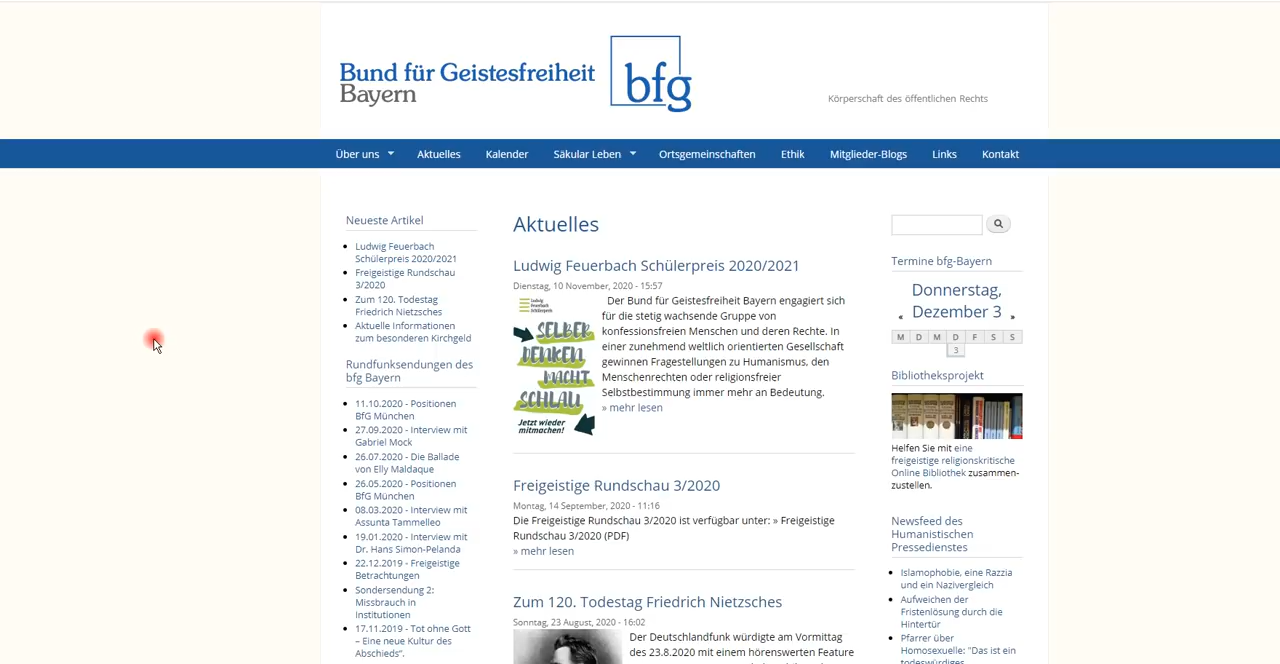 Bund für Geistesfreiheit
Bayern
bfg
Körperschaft des öffentlichen Rechts
Über uns
Aktuelles
Kalender
Säkular Leben
Ortsgemeinschaften
Ethik
Mitglieder-Blogs
Links
Kontakt
Neueste Artikel
Ludwig Feuerbach
Schülerpreis 2020/2021
Freigeistige Rundschau
3/2020
Zum 120. Todestag
Friedrich Nietzsches
Aktuelle Informationen
zum besonderen Kirchgeld
Rundfunksendungen des
bfg Bayern
11.10.2020 - Positionen
BfG München
27.09.2020 - Interview mit
Gabriel Mock
26.07.2020 - Die Ballade
von Elly Maldaque
26.05.2020 - Positionen
BfG München
08.03.2020 - Interview mit
Assunta Tammelleo
19.01.2020 - Interview mit
Dr. Hans Simon-Pelanda
22.12.2019 - Freigeistige
Betrachtungen
Sondersendung 2:
Missbrauch in
Institutionen
17.11.2019 - Tot ohne Gott
– Eine neue Kultur des
Abschieds“.
Aktuelles
Ludwig Feuerbach Schülerpreis 2020/2021
Dienstag, 10 November, 2020 - 15:57
Ludwig
Feuerbach
Schülerpreis
SELBER
DENKEN
MACHT
SCHLAU
Jetzt wieder
mitmachen!
Der Bund für Geistesfreiheit Bayern engagiert sich
für die stetig wachsende Gruppe von
konfessionsfreien Menschen und deren Rechte. In
einer zunehmend weltlich orientierten Gesellschaft
gewinnen Fragestellungen zu Humanismus, den
Menschenrechten oder religionsfreier
Selbstbestimmung immer mehr an Bedeutung.
» mehr lesen
Freigeistige Rundschau 3/2020
Montag, 14 September, 2020 - 11:16
Die Freigeistige Rundschau 3/2020 ist verfügbar unter: » Freigeistige
Rundschau 3/2020 (PDF)
» mehr lesen
Zum 120. Todestag Friedrich Nietzsches
Sonntag, 23 August, 2020 - 16:02
Der Deutschlandfunk würdigte am Vormittag
des 23.8.2020 mit einem hörenswerten Feature
Termine bfg-Bayern
Donnerstag,
« Dezember 3 »
M D M D F S S
3
Bibliotheksprojekt
Helfen Sie mit eine
freigeistige religionskritische
Online Bibliothek zusammen-
zustellen.
Newsfeed des
Humanistischen
Pressedienstes
Islamophobie, eine Razzia
und ein Nazivergleich
Aufweichen der
Fristenlösung durch die
Hintertür
Pfarrer über
Homosexuelle: "Das ist ein
todeswürdiges